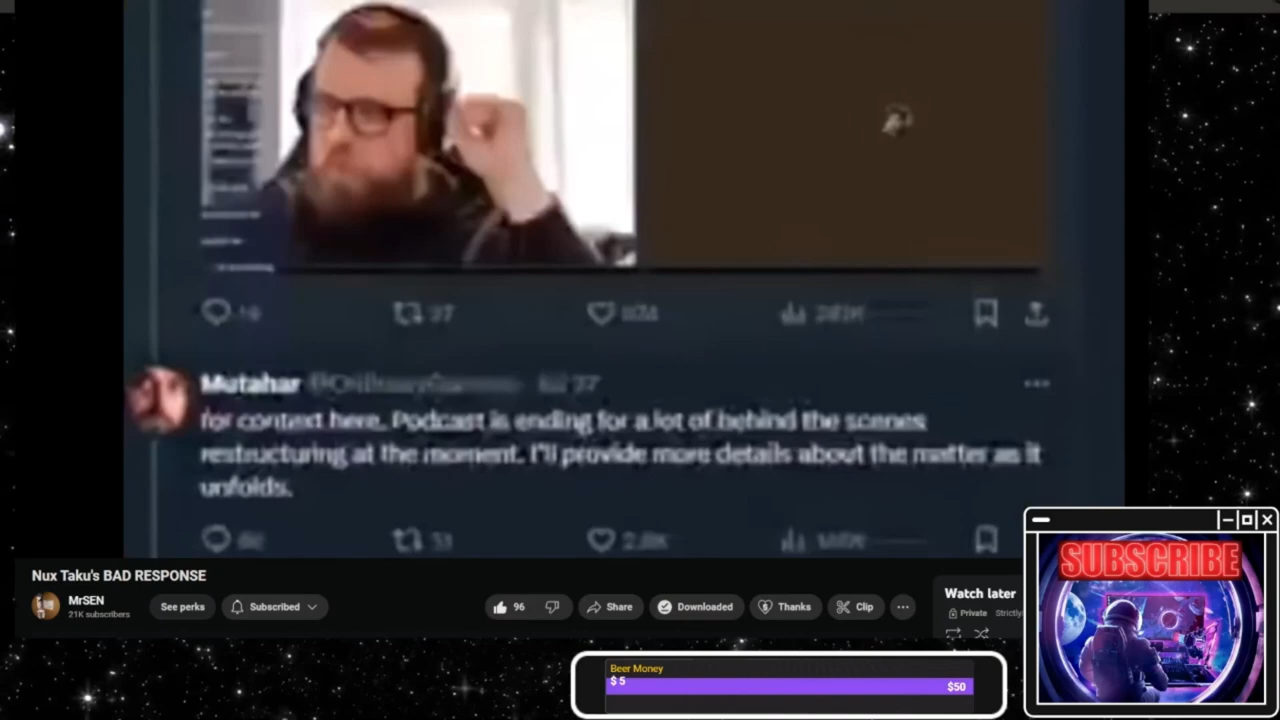 Mutahar
for context here. Podcast is ending for a lot of behind the scenes
restructuring at the moment. I'll provide more details about the matter as it
unfolds.
Nux Taku's BAD RESPONSE
MrSEN
21K subscribers
See perks
Subscribed
96
Share
Downloaded
Thanks
Clip
Watch later
Private
SUBSCRIBE
Beer Money
$5
$50